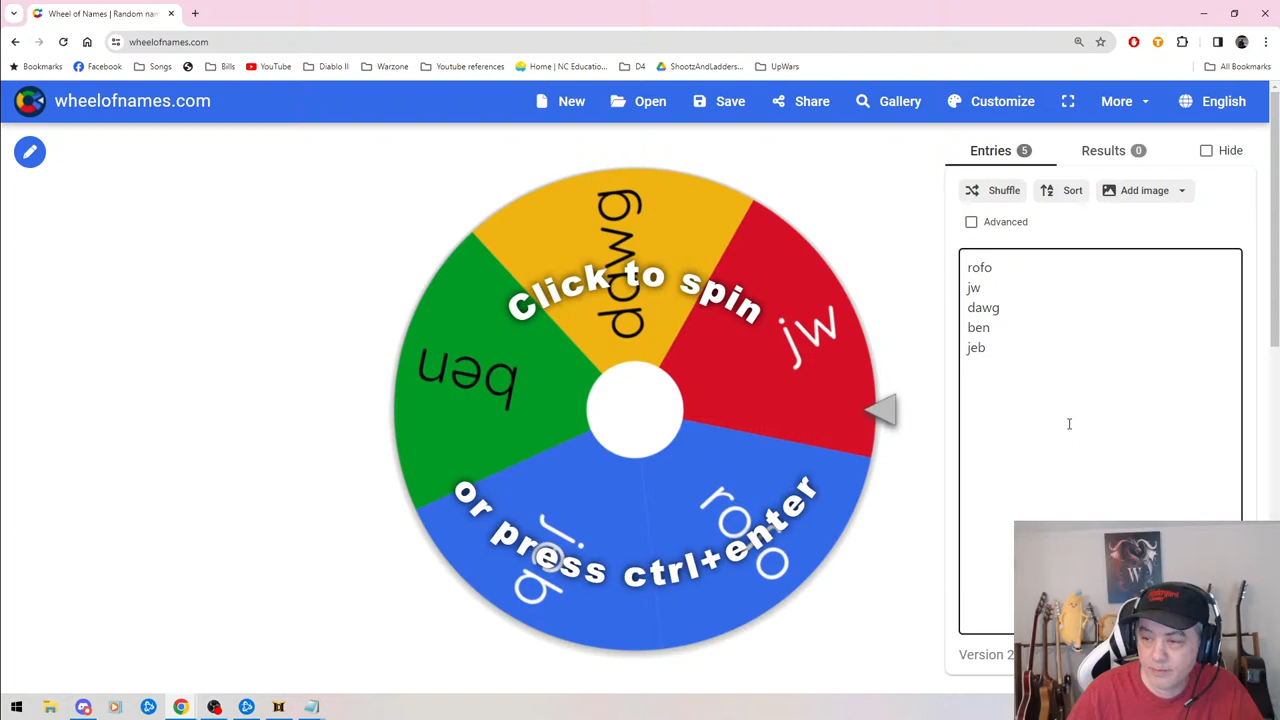 Wheel of Names | Random nam
wheelofnames.com
Bookmarks
Facebook
Songs
Bills
YouTube
Diablo II
Warzone
Youtube references
Home | NC Educatio...
D4
ShootzAndLadders...
UpWars
All Bookmarks
wheelofnames.com
New
Open
Save
Share
Gallery
Customize
More
English
Entries 5
Results 0
Hide
Shuffle
Sort
Add image
Advanced
rofo
jw
dawg
ben
jeb
dawg
jw
ben
jeb
rofo
Click to spin
or press ctrl+enter
Version 2
W